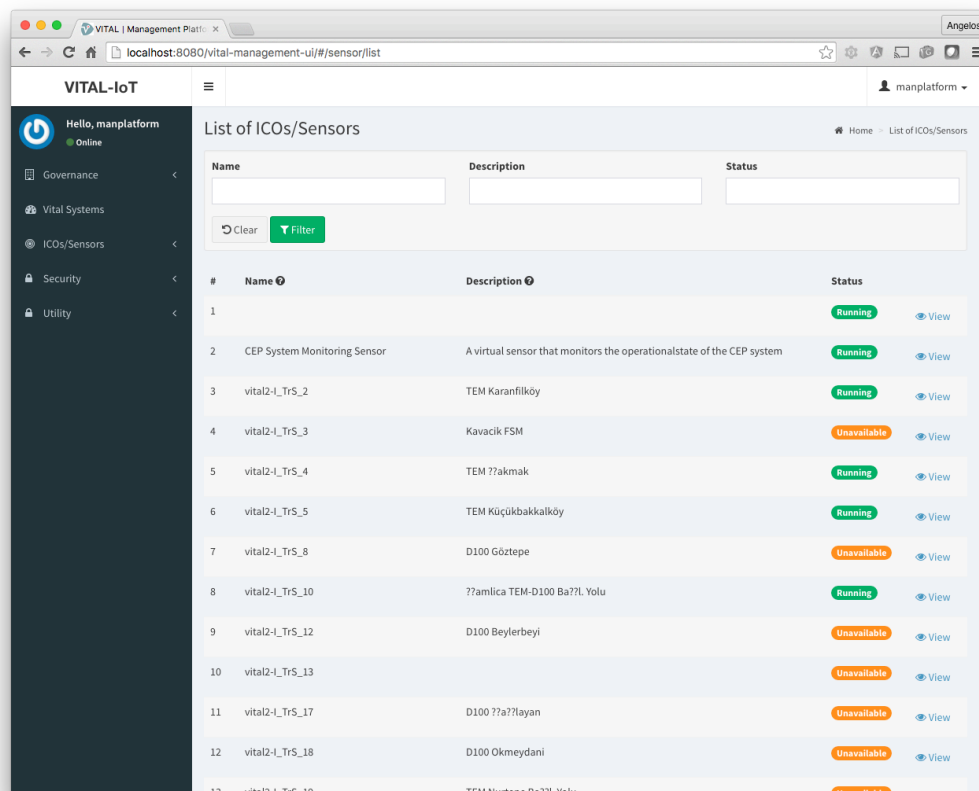 VITAL | Management Platfo
Angelos
localhost:8080/vital-management-ui/#/sensor/list
VITAL-IoT
manplatform
Hello, manplatform
Online
List of ICOs/Sensors
Home > List of ICOs/Sensors
Governance
Vital Systems
ICOs/Sensors
Security
Utility
Name Description Status
Clear Filter
# Name Description Status
1 Running View
2 CEP System Monitoring Sensor A virtual sensor that monitors the operationalstate of the CEP system Running View
3 vital2-I_TrS_2 TEM Karanfilköy Running View
4 vital2-I_TrS_3 Kavacik FSM Unavailable View
5 vital2-I_TrS_4 TEM ??akmak Running View
6 vital2-I_TrS_5 TEM Küçükbakkalköy Running View
7 vital2-I_TrS_8 D100 Göztepe Unavailable View
8 vital2-I_TrS_10 ??amlica TEM-D100 Ba??l. Yolu Running View
9 vital2-I_TrS_12 D100 Beylerbeyi Unavailable View
10 vital2-I_TrS_13 Unavailable View
11 vital2-I_TrS_17 D100 ??a??layan Unavailable View
12 vital2-I_TrS_18 D100 Okmeydani Unavailable View